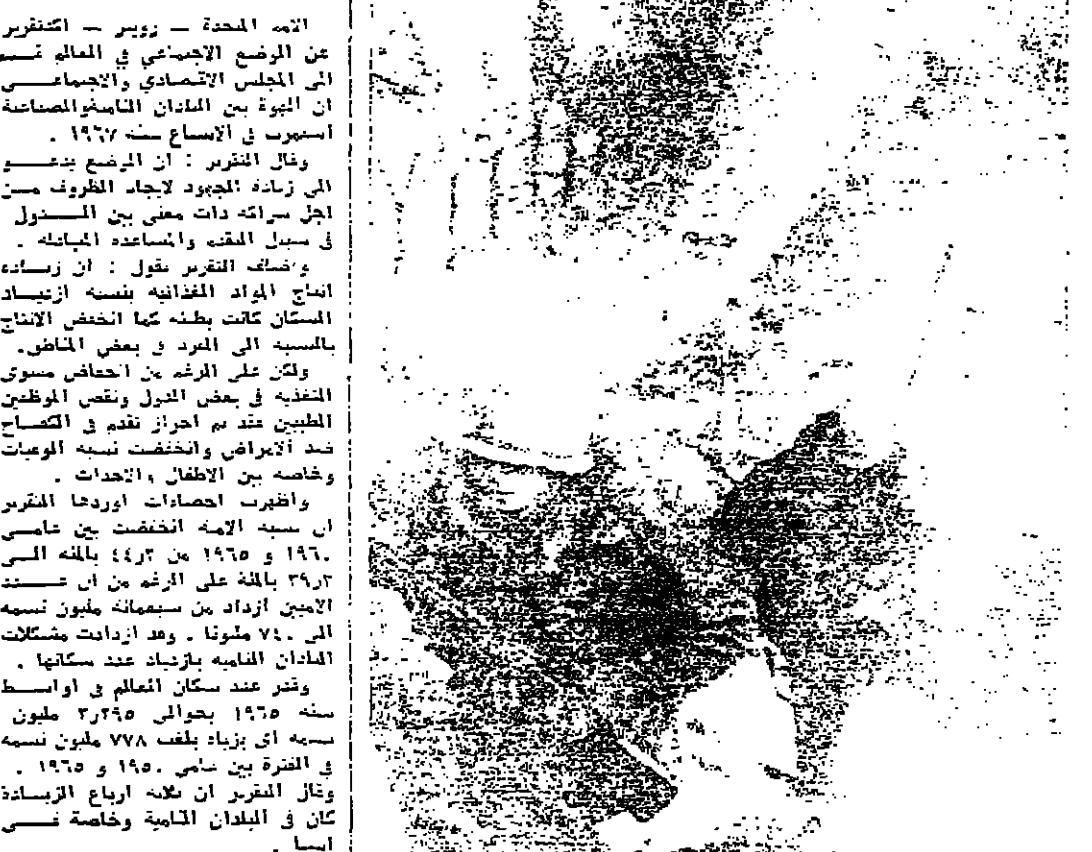 الامم المتحدة — رويتر — التقرير
عن الوضع الاجتماعي في العالم قدم
الى المجلس الاقتصادي والاجتماعي
ان الهوة بين البلدان النامية والصناعية
استمرت في الاتساع سنة ١٩٦٧ .
وقال التقرير : ان الوضع يدعو
الى زيادة الجهود لايجاد الظروف من
اجل شراكة ذات معنى بين الدول
في سبيل التقدم والمساعدة المتبادلة .
واضاف التقرير يقول : ان زيادة
انتاج المواد الغذائية بنسبة ازدياد
السكان كانت بطيئة كما انخفض الانتاج
بالنسبة الى الفرد في بعض المناطق.
ولكن على الرغم من انخفاض مستوى
التغذية في بعض الدول ونقص الموظفين
الطبيين فقد تم احراز تقدم في الكفاح
ضد الامراض وانخفضت نسبة الوفيات
وخاصة بين الاطفال والاحداث .
واظهرت احصاءات اوردها التقرير
ان نسبة الامية انخفضت بين عامي
١٩٦٠ و ١٩٦٥ من ٤٤٫٣ بالمئة الى
٣٩٫٣ بالمئة على الرغم من ان عدد
الاميين ازداد من سبعمائة مليون نسمة
الى ٧٤٠ مليونا . وقد ازدادت مشكلات
البلدان النامية بازدياد عدد سكانها .
وقدر عدد سكان العالم في اواسط
سنة ١٩٦٥ بحوالى ٣٫٢٩٥ مليون
نسمة اي بزياد بلغت ٧٧٨ مليون نسمة
في الفترة بين عامي ١٩٥٠ و ١٩٦٥ .
وقال التقرير ان ثلاثة ارباع الزيادة
كان في البلدان النامية وخاصة في
اسيا .